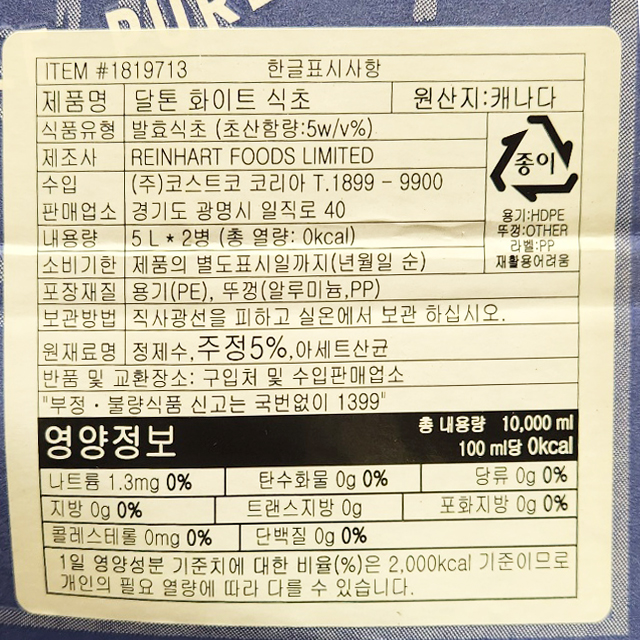 PURE
ITEM #1819713 한글표시사항
제품명 달톤 화이트 식초 원산지:캐나다
식품유형 발효식초 (초산함량:5w/v%)
제조사 REINHART FOODS LIMITED
종이
수입 (주)코스트코 코리아 T.1899 - 9900
판매업소 경기도 광명시 일직로 40
용기:HDPE
뚜껑:OTHER
라벨:PP
재활용어려움
내용량 5 L * 2병 (총 열량: 0kcal)
소비기한 제품의 별도표시일까지(년월일 순)
포장재질 용기(PE), 뚜껑(알루미늄,PP)
보관방법 직사광선을 피하고 실온에서 보관 하십시오.
원재료명 정제수,주정5%,아세트산균
반품 및 교환장소: 구입처 및 수입판매업소
"부정・불량식품 신고는 국번없이 1399"
영양정보 총 내용량 10,000 ml
100 ml당 0kcal
나트륨 1.3mg 0% 탄수화물 0g 0% 당류 0g 0%
지방 0g 0% 트랜스지방 0g 포화지방 0g 0%
콜레스테롤 0mg 0% 단백질 0g 0%
1일 영양성분 기준치에 대한 비율(%)은 2,000kcal 기준이므로
개인의 필요 열량에 따라 다를 수 있습니다.